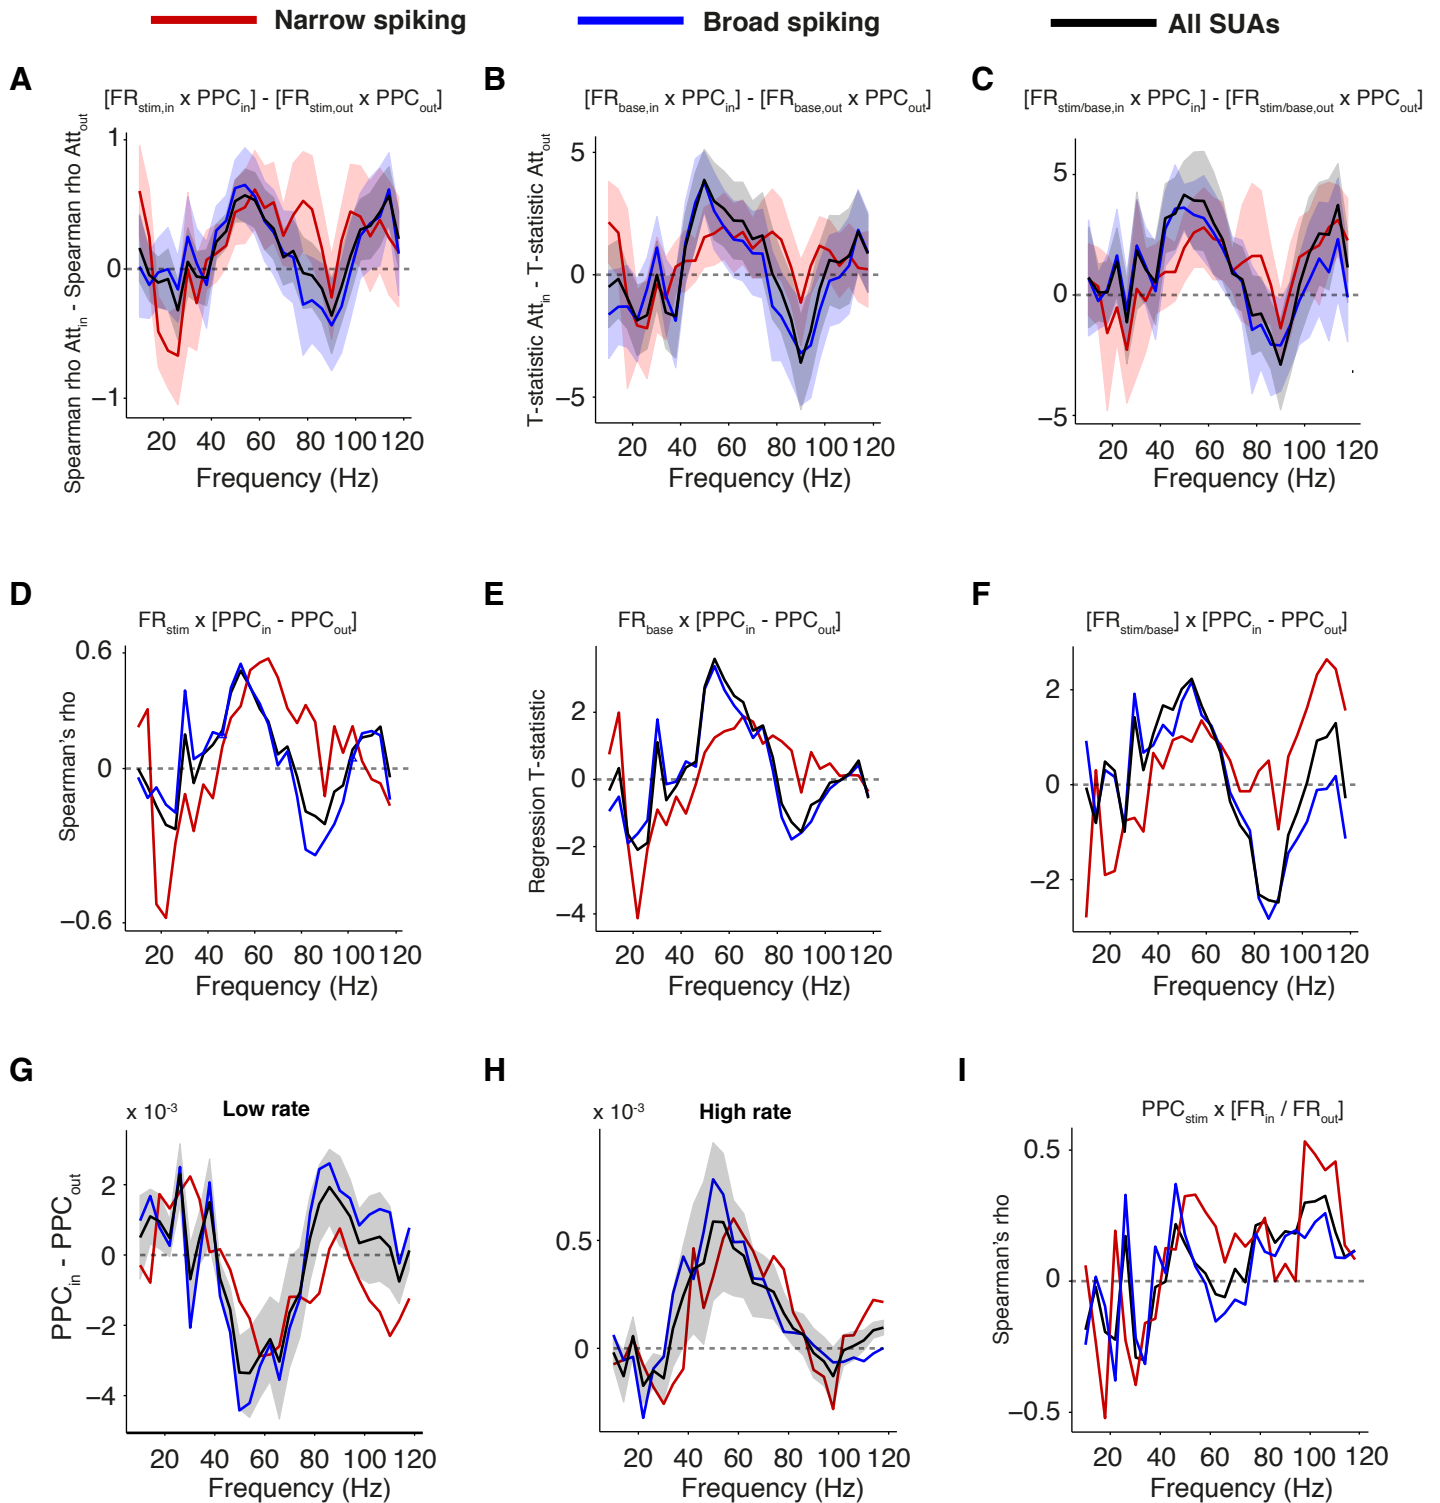 Narrow spiking Broad spiking All SUAs
A
[FRstim,in x PPCin] - [FRstim,out x PPCout]
Spearman rho Attin - Spearman rho Attout
1
0
−1
20 40 60 80 100 120
Frequency (Hz)
B
[FRbase,in x PPCin] - [FRbase,out x PPCout]
T-statistic Attin - T-statistic Attout
5
0
−5
20 40 60 80 100 120
Frequency (Hz)
C
[FRstim/base,in x PPCin] - [FRstim/base,out x PPCout]
5
0
−5
20 40 60 80 100 120
Frequency (Hz)
D
FRstim x [PPCin - PPCout]
Spearman's rho
0.6
0
−0.6
20 40 60 80 100 120
Frequency (Hz)
E
FRbase x [PPCin - PPCout]
Regression T-statistic
2
0
−2
−4
20 40 60 80 100 120
Frequency (Hz)
F
[FRstim/base] x [PPCin - PPCout]
2
0
−2
20 40 60 80 100 120
Frequency (Hz)
G
x 10-3 Low rate
PPCin - PPCout
2
0
−2
−4
20 40 60 80 100 120
Frequency (Hz)
H
x 10-3 High rate
0.5
0
20 40 60 80 100 120
Frequency (Hz)
I
PPCstim x [FRin / FRout]
Spearman's rho
0.5
0
−0.5
20 40 60 80 100 120
Frequency (Hz)